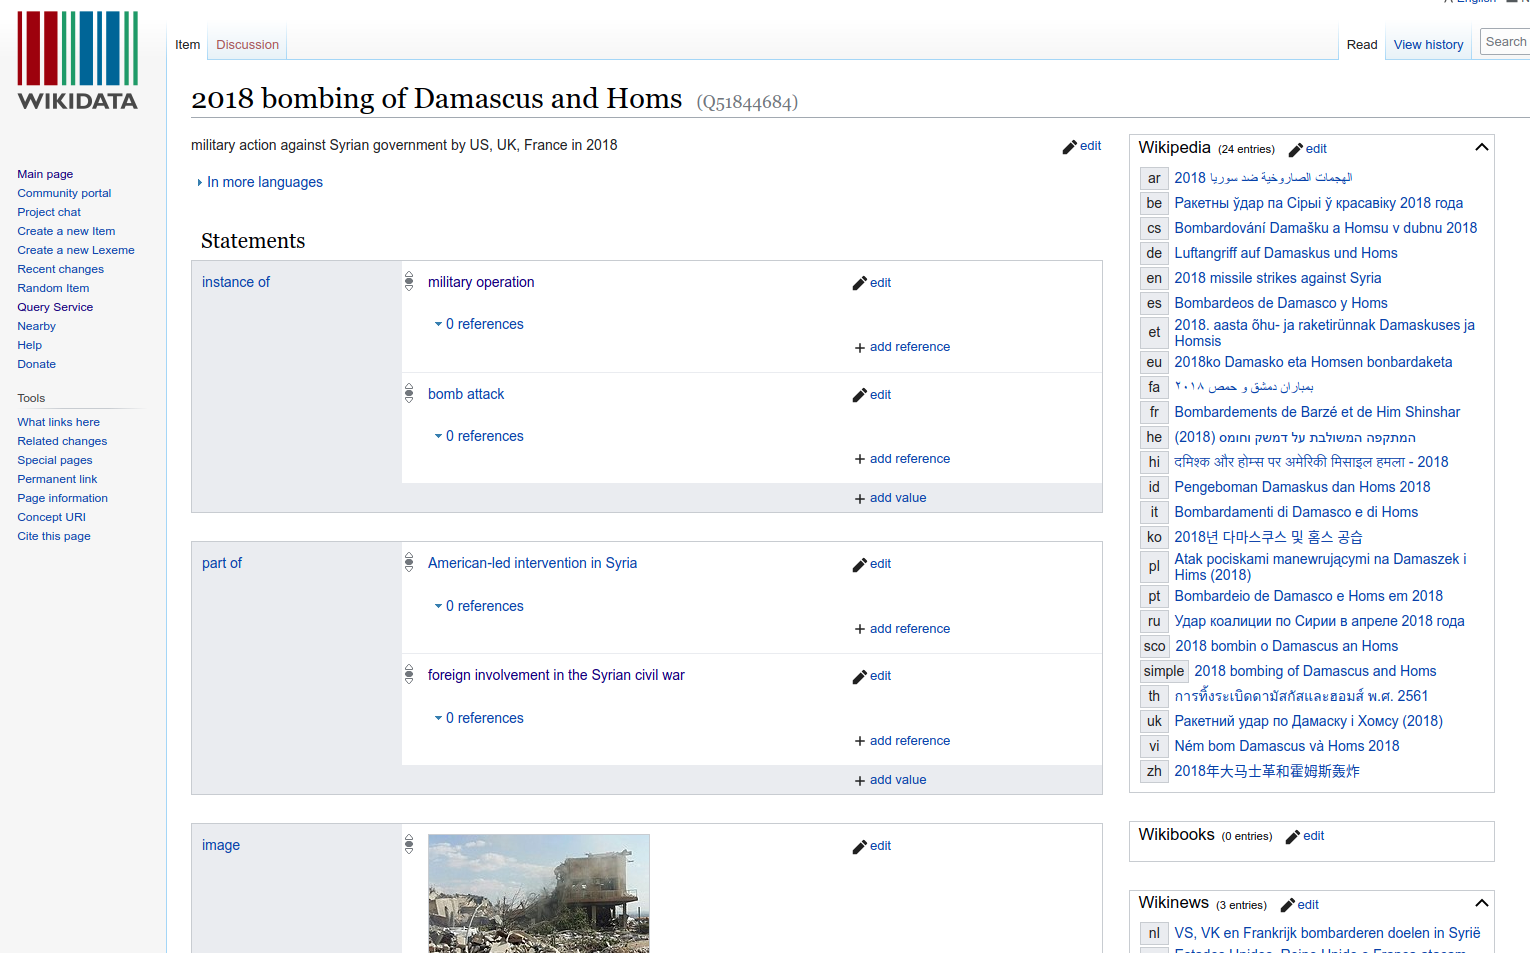 English
WIKIDATA
Item
Discussion
Read
View history
Search
2018 bombing of Damascus and Homs (Q51844684)
military action against Syrian government by US, UK, France in 2018
edit
In more languages
Main page
Community portal
Project chat
Create a new Item
Create a new Lexeme
Recent changes
Random Item
Query Service
Nearby
Help
Donate
Tools
What links here
Related changes
Special pages
Permanent link
Page information
Concept URI
Cite this page
Statements
instance of
military operation
edit
0 references
+ add reference
bomb attack
edit
0 references
+ add reference
+ add value
part of
American-led intervention in Syria
edit
0 references
+ add reference
foreign involvement in the Syrian civil war
edit
0 references
+ add reference
+ add value
image
edit
Wikipedia (24 entries) edit
ar الهجمات الصاروخية ضد سوريا 2018
be Ракетны ўдар па Сірыі ў красавіку 2018 года
cs Bombardování Damašku a Homsu v dubnu 2018
de Luftangriff auf Damaskus und Homs
en 2018 missile strikes against Syria
es Bombardeos de Damasco y Homs
et 2018. aasta õhu- ja raketirünnak Damaskuses ja
Homsis
eu 2018ko Damasko eta Homsen bonbardaketa
fa بمباران دمشق و حمص ۲۰۱۸
fr Bombardements de Barzé et de Him Shinshar
he המתקפה המשולבת על דמשק וחומס (2018)
hi दमिश्क और होम्स पर अमेरिकी मिसाइल हमला - 2018
id Pengeboman Damaskus dan Homs 2018
it Bombardamenti di Damasco e di Homs
ko 2018년 다마스쿠스 및 홈스 공습
pl Atak pociskami manewrującymi na Damaszek i
Hims (2018)
pt Bombardeio de Damasco e Homs em 2018
ru Удар коалиции по Сирии в апреле 2018 года
sco 2018 bombin o Damascus an Homs
simple 2018 bombing of Damascus and Homs
th การทิ้งระเบิดดามัสกัสและฮอมส์ พ.ศ. 2561
uk Ракетний удар по Дамаску і Хомсу (2018)
vi Ném bom Damascus và Homs 2018
zh 2018年大马士革和霍姆斯轰炸
Wikibooks (0 entries) edit
Wikinews (3 entries) edit
nl VS, VK en Frankrijk bombarderen doelen in Syrië
Estados Unidos, Reino Unido e França atacam